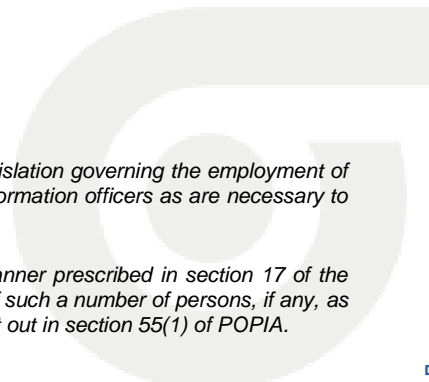 islation governing the employment of
ormation officers as are necessary to
anner prescribed in section 17 of the
such a number of persons, if any, as
t out in section 55(1) of POPIA.